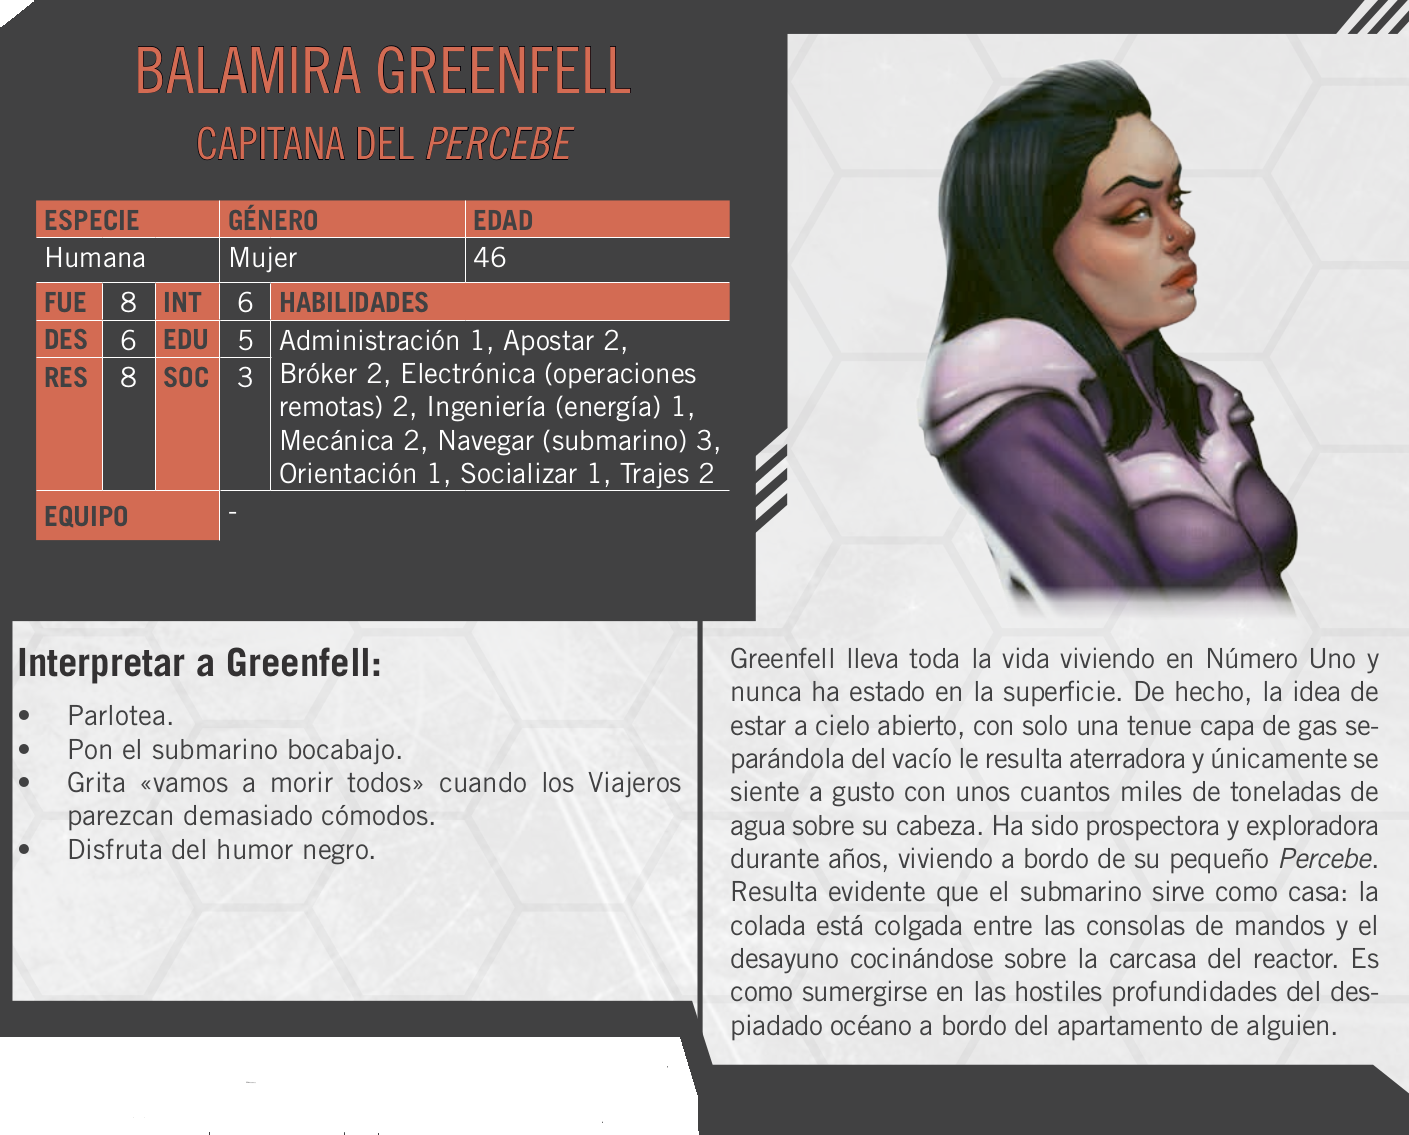 BALAMIRA GREENFELL
CAPITANA DEL PERCEBE
ESPECIE GÉNERO EDAD
Humana Mujer 46
FUE 8 INT 6 HABILIDADES
DES 6 EDU 5 Administración 1, Apostar 2,
RES 8 SOC 3 Bróker 2, Electrónica (operaciones
remotas) 2, Ingeniería (energía) 1,
Mecánica 2, Navegar (submarino) 3,
Orientación 1, Socializar 1, Trajes 2
EQUIPO -
Interpretar a Greenfell:
• Parlotea.
• Pon el submarino bocabajo.
• Grita «vamos a morir todos» cuando los Viajeros
parezcan demasiado cómodos.
• Disfruta del humor negro.
Greenfell lleva toda la vida viviendo en Número Uno y
nunca ha estado en la superficie. De hecho, la idea de
estar a cielo abierto, con solo una tenue capa de gas se-
parándola del vacío le resulta aterradora y únicamente se
siente a gusto con unos cuantos miles de toneladas de
agua sobre su cabeza. Ha sido prospectora y exploradora
durante años, viviendo a bordo de su pequeño Percebe.
Resulta evidente que el submarino sirve como casa: la
colada está colgada entre las consolas de mandos y el
desayuno cocinándose sobre la carcasa del reactor. Es
como sumergirse en las hostiles profundidades del des-
piadado océano a bordo del apartamento de alguien.